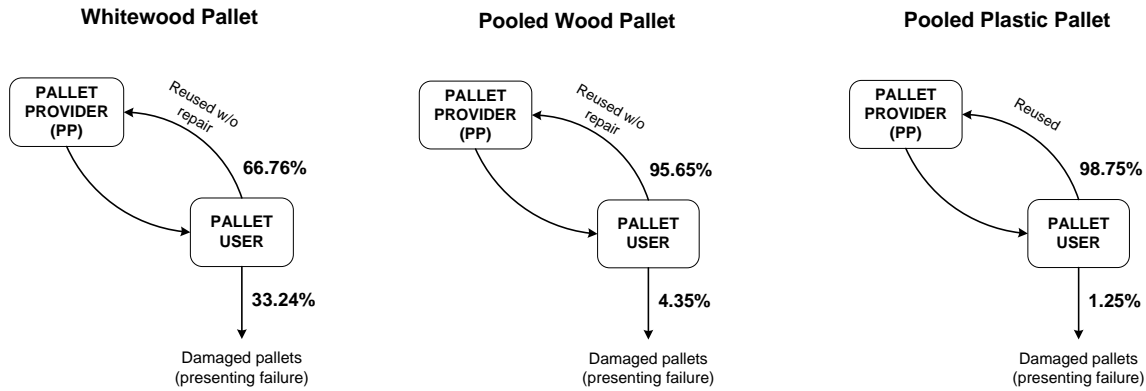 Whitewood Pallet
PALLET
PROVIDER
(PP)
Reused w/o
repair
66.76%
PALLET
USER
33.24%
Damaged pallets
(presenting failure)
Pooled Wood Pallet
PALLET
PROVIDER
(PP)
Reused w/o
repair
95.65%
PALLET
USER
4.35%
Damaged pallets
(presenting failure)
Pooled Plastic Pallet
PALLET
PROVIDER
(PP)
Reused
98.75%
PALLET
USER
1.25%
Damaged pallets
(presenting failure)